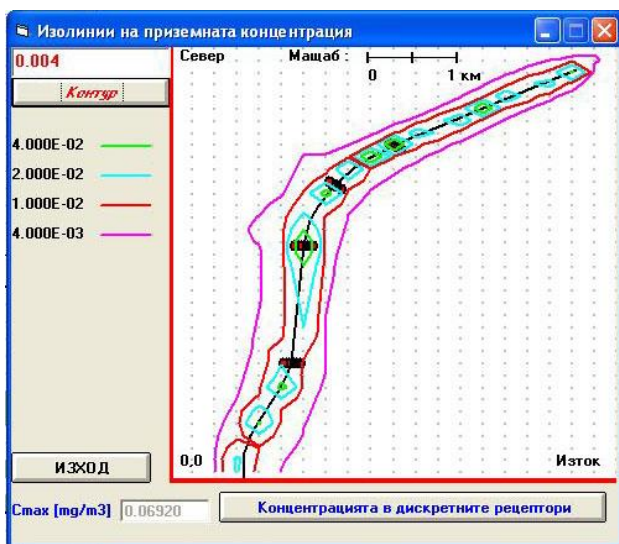 Изолинии на приземната концентрация
0.004
Контур
4.000E-02
2.000E-02
1.000E-02
4.000E-03
Север
Мащаб :
0
1 км
0,0
Изток
ИЗХОД
Cmax [mg/m3]
0.06920
Концентрацията в дискретните рецептори